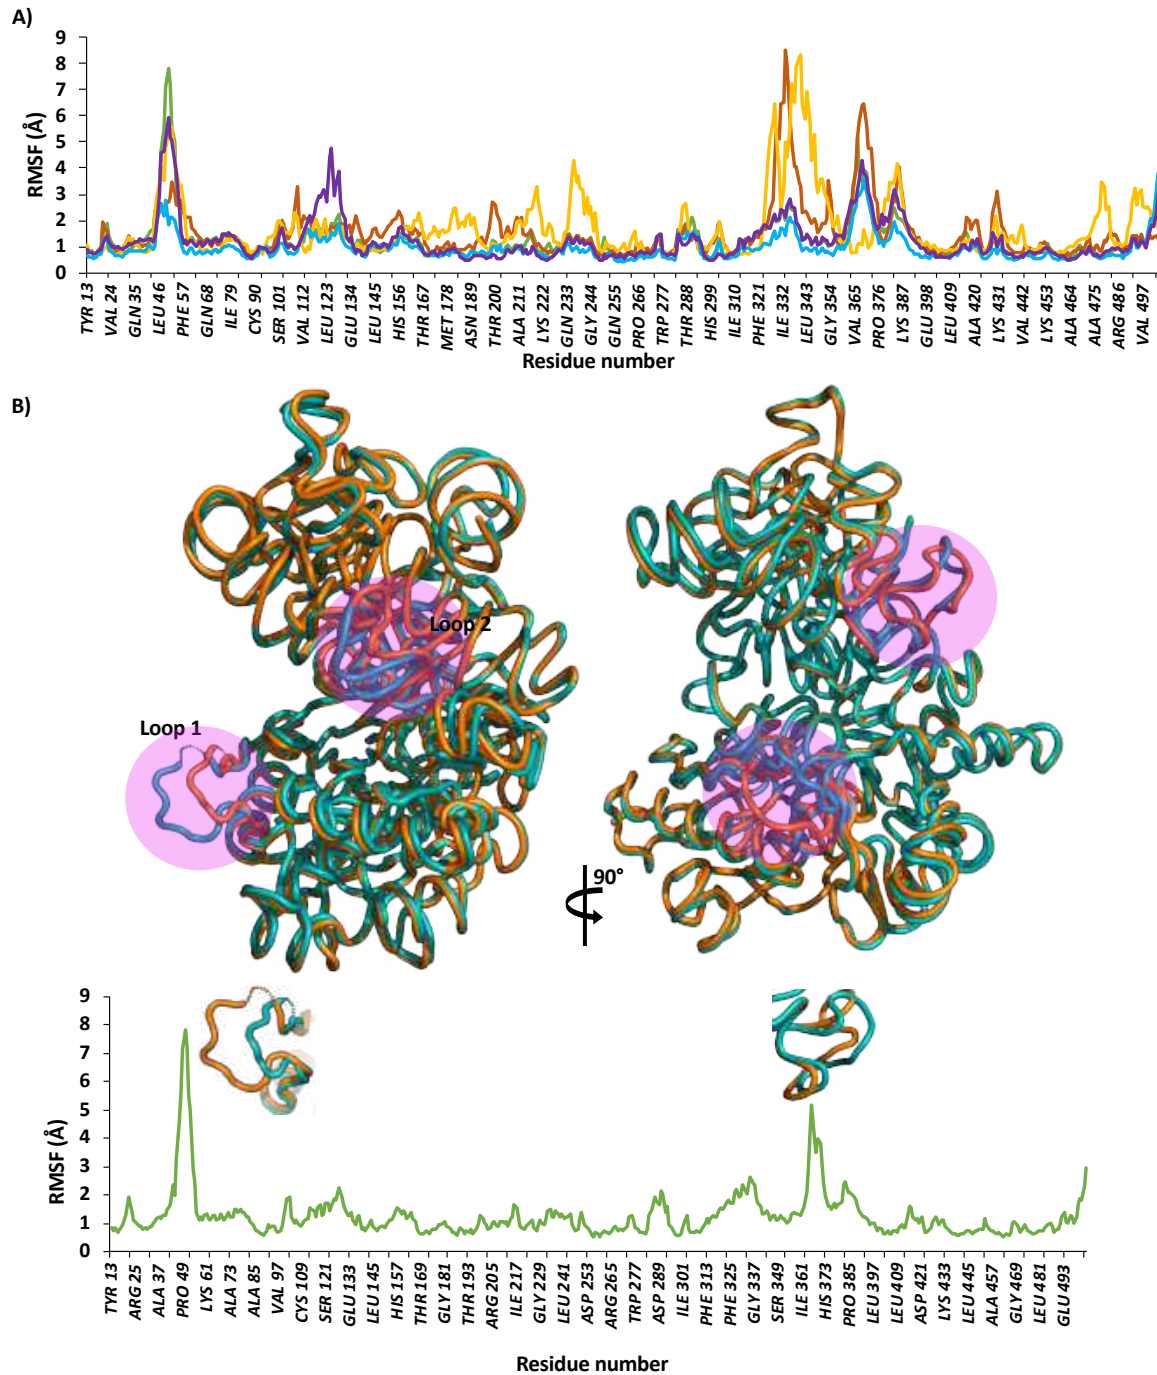 A)
9
8
7
6
5
4
3
2
1
0
RMSF (Å)
TYR 13
VAL 24
GLN 35
LEU 46
PHE 57
GLN 68
ILE 79
CYS 90
SER 101
VAL 112
LEU 123
GLU 134
LEU 145
HIS 156
THR 167
MET 178
ASN 189
THR 200
ALA 211
LYS 222
GLN 233
GLY 244
GLN 255
PRO 266
TRP 277
THR 288
HIS 299
ILE 310
PHE 321
ILE 332
LEU 343
GLY 354
VAL 365
PRO 376
LYS 387
GLU 398
LEU 409
ALA 420
LYS 431
VAL 442
LYS 453
ALA 464
ALA 475
ARG 486
VAL 497
Residue number
B)
Loop 2
Loop 1
90°
9
8
7
6
5
4
3
2
1
0
RMSF (Å)
TYR 13
ARG 25
ALA 37
PRO 49
LYS 61
ALA 73
ALA 85
VAL 97
CYS 109
SER 121
GLU 133
LEU 145
HIS 157
THR 169
GLY 181
THR 193
ARG 205
ILE 217
GLY 229
LEU 241
ASP 253
ARG 265
TRP 277
ASP 289
ILE 301
PHE 313
PHE 325
GLY 337
SER 349
ILE 361
HIS 373
PRO 385
LEU 397
LEU 409
ASP 421
LYS 433
LEU 445
ALA 457
GLY 469
LEU 481
GLU 493
Residue number